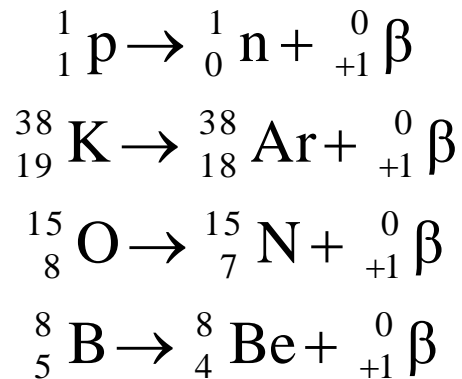 ¹₁p → ¹₀n + ⁰₊₁β
³⁸₁₉K → ³⁸₁₈Ar + ⁰₊₁β
¹⁵₈O → ¹⁵₇N + ⁰₊₁β
⁸₅B → ⁸₄Be + ⁰₊₁β